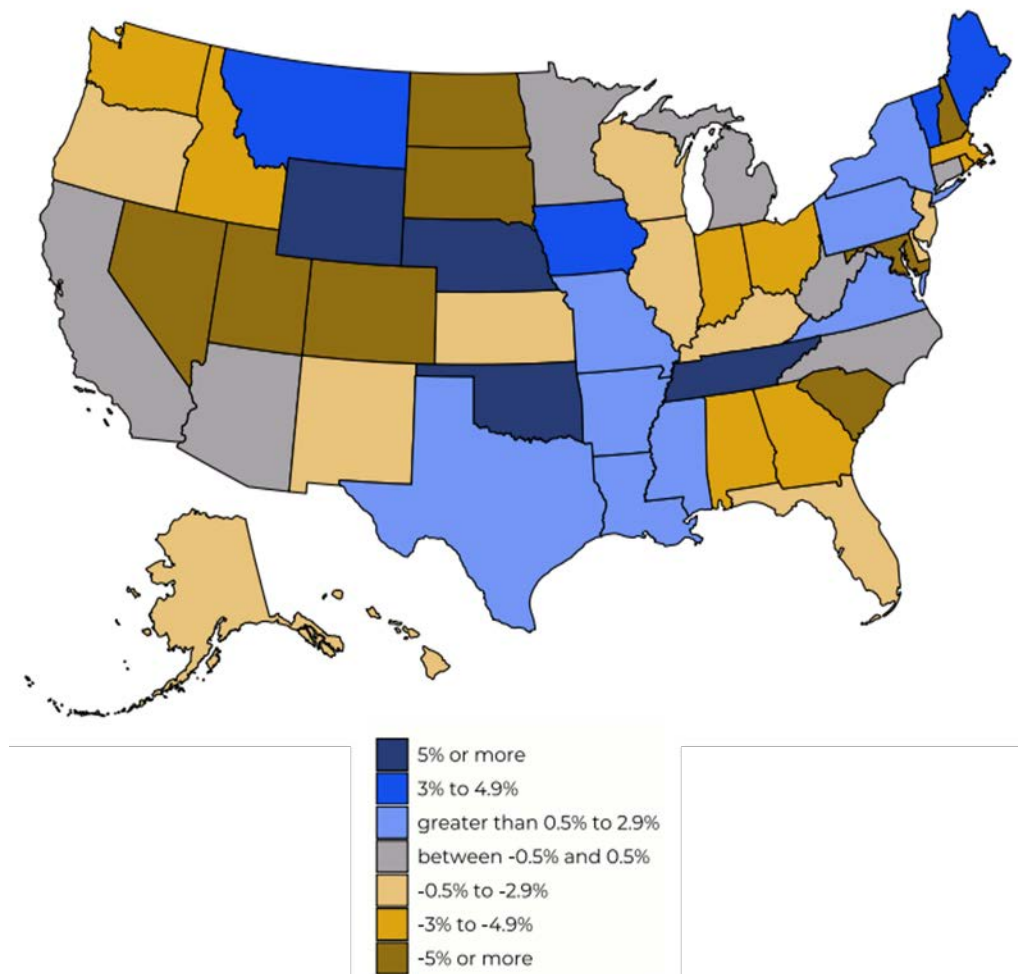 5% or more
3% to 4.9%
greater than 0.5% to 2.9%
between -0.5% and 0.5%
-0.5% to -2.9%
-3% to -4.9%
-5% or more